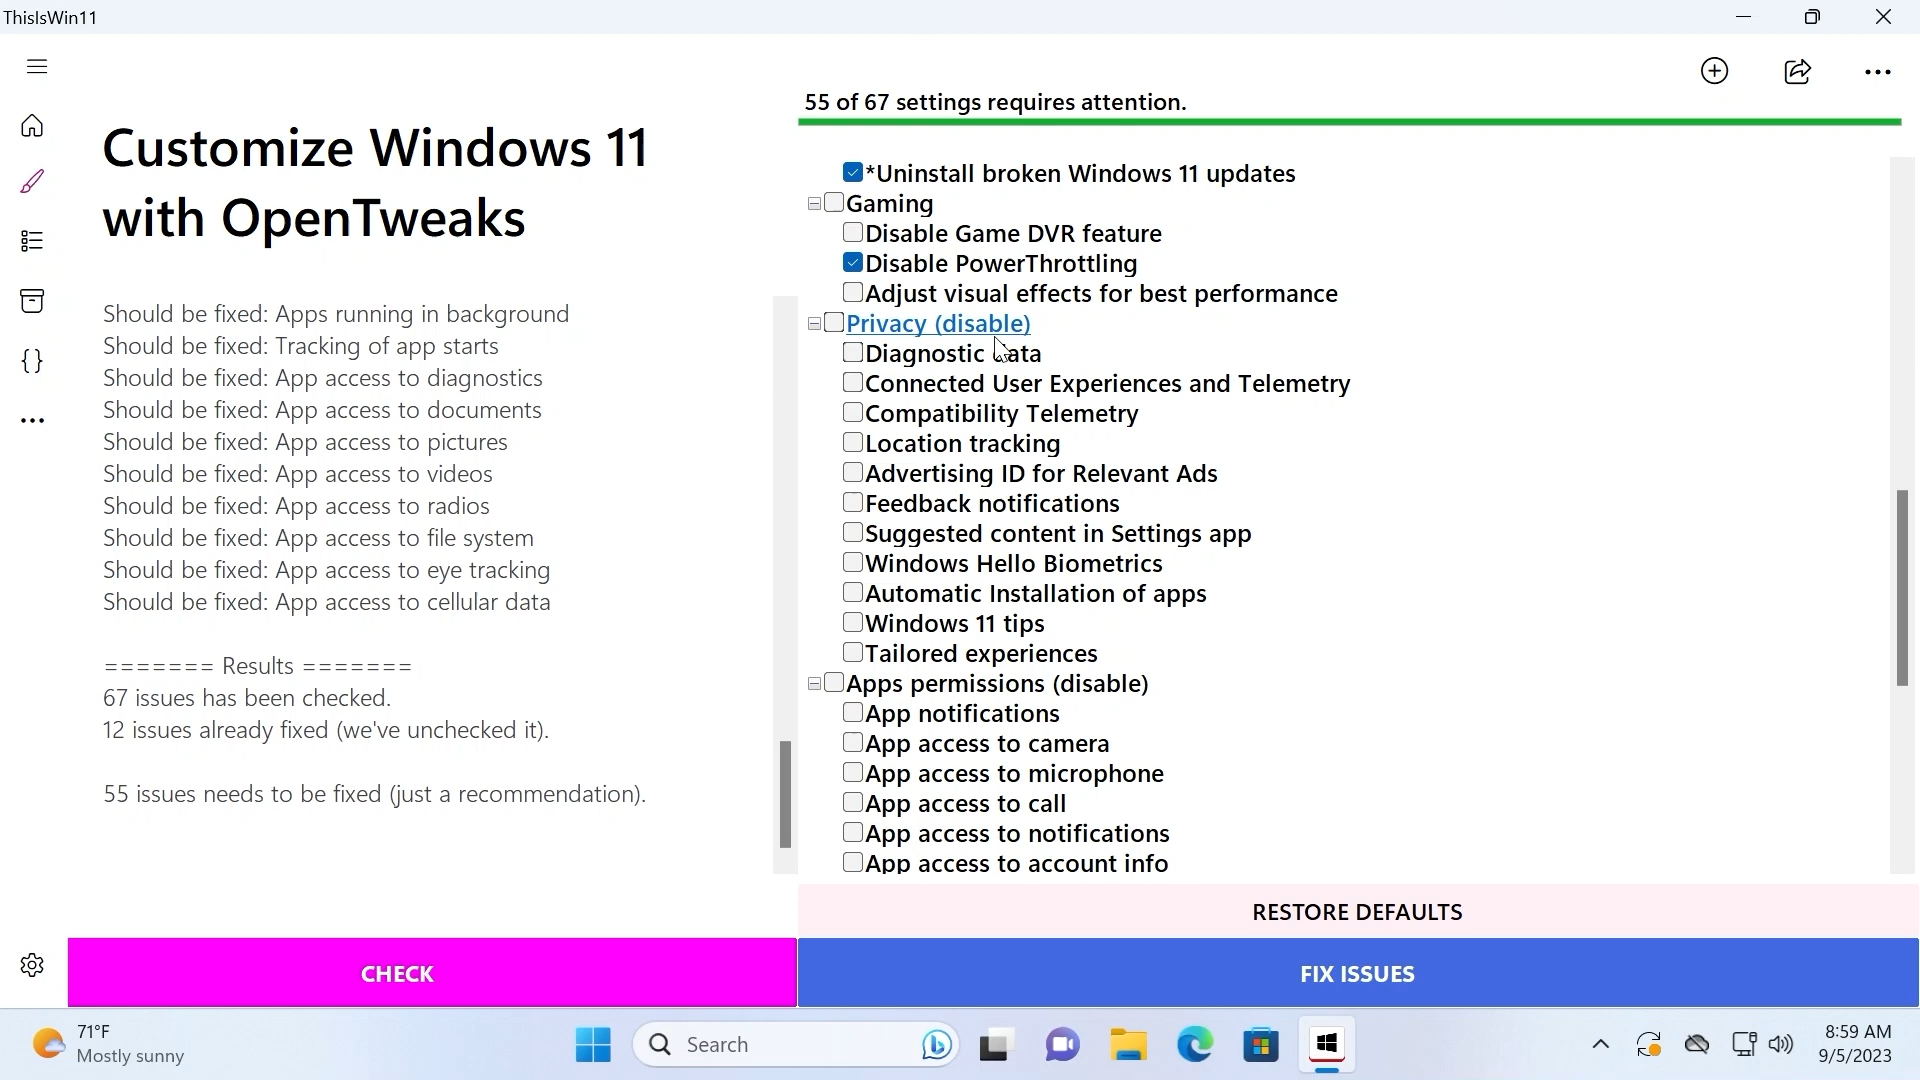 ThisIsWin11
55 of 67 settings requires attention.
Customize Windows 11
with OpenTweaks
Should be fixed: Apps running in background
Should be fixed: Tracking of app starts
Should be fixed: App access to diagnostics
Should be fixed: App access to documents
Should be fixed: App access to pictures
Should be fixed: App access to videos
Should be fixed: App access to radios
Should be fixed: App access to file system
Should be fixed: App access to eye tracking
Should be fixed: App access to cellular data
======= Results =======
67 issues has been checked.
12 issues already fixed (we've unchecked it).
55 issues needs to be fixed (just a recommendation).
*Uninstall broken Windows 11 updates
Gaming
Disable Game DVR feature
Disable PowerThrottling
Adjust visual effects for best performance
Privacy (disable)
Diagnostic data
Connected User Experiences and Telemetry
Compatibility Telemetry
Location tracking
Advertising ID for Relevant Ads
Feedback notifications
Suggested content in Settings app
Windows Hello Biometrics
Automatic Installation of apps
Windows 11 tips
Tailored experiences
Apps permissions (disable)
App notifications
App access to camera
App access to microphone
App access to call
App access to notifications
App access to account info
RESTORE DEFAULTS
CHECK
FIX ISSUES
71°F
Mostly sunny
Search
8:59 AM
9/5/2023